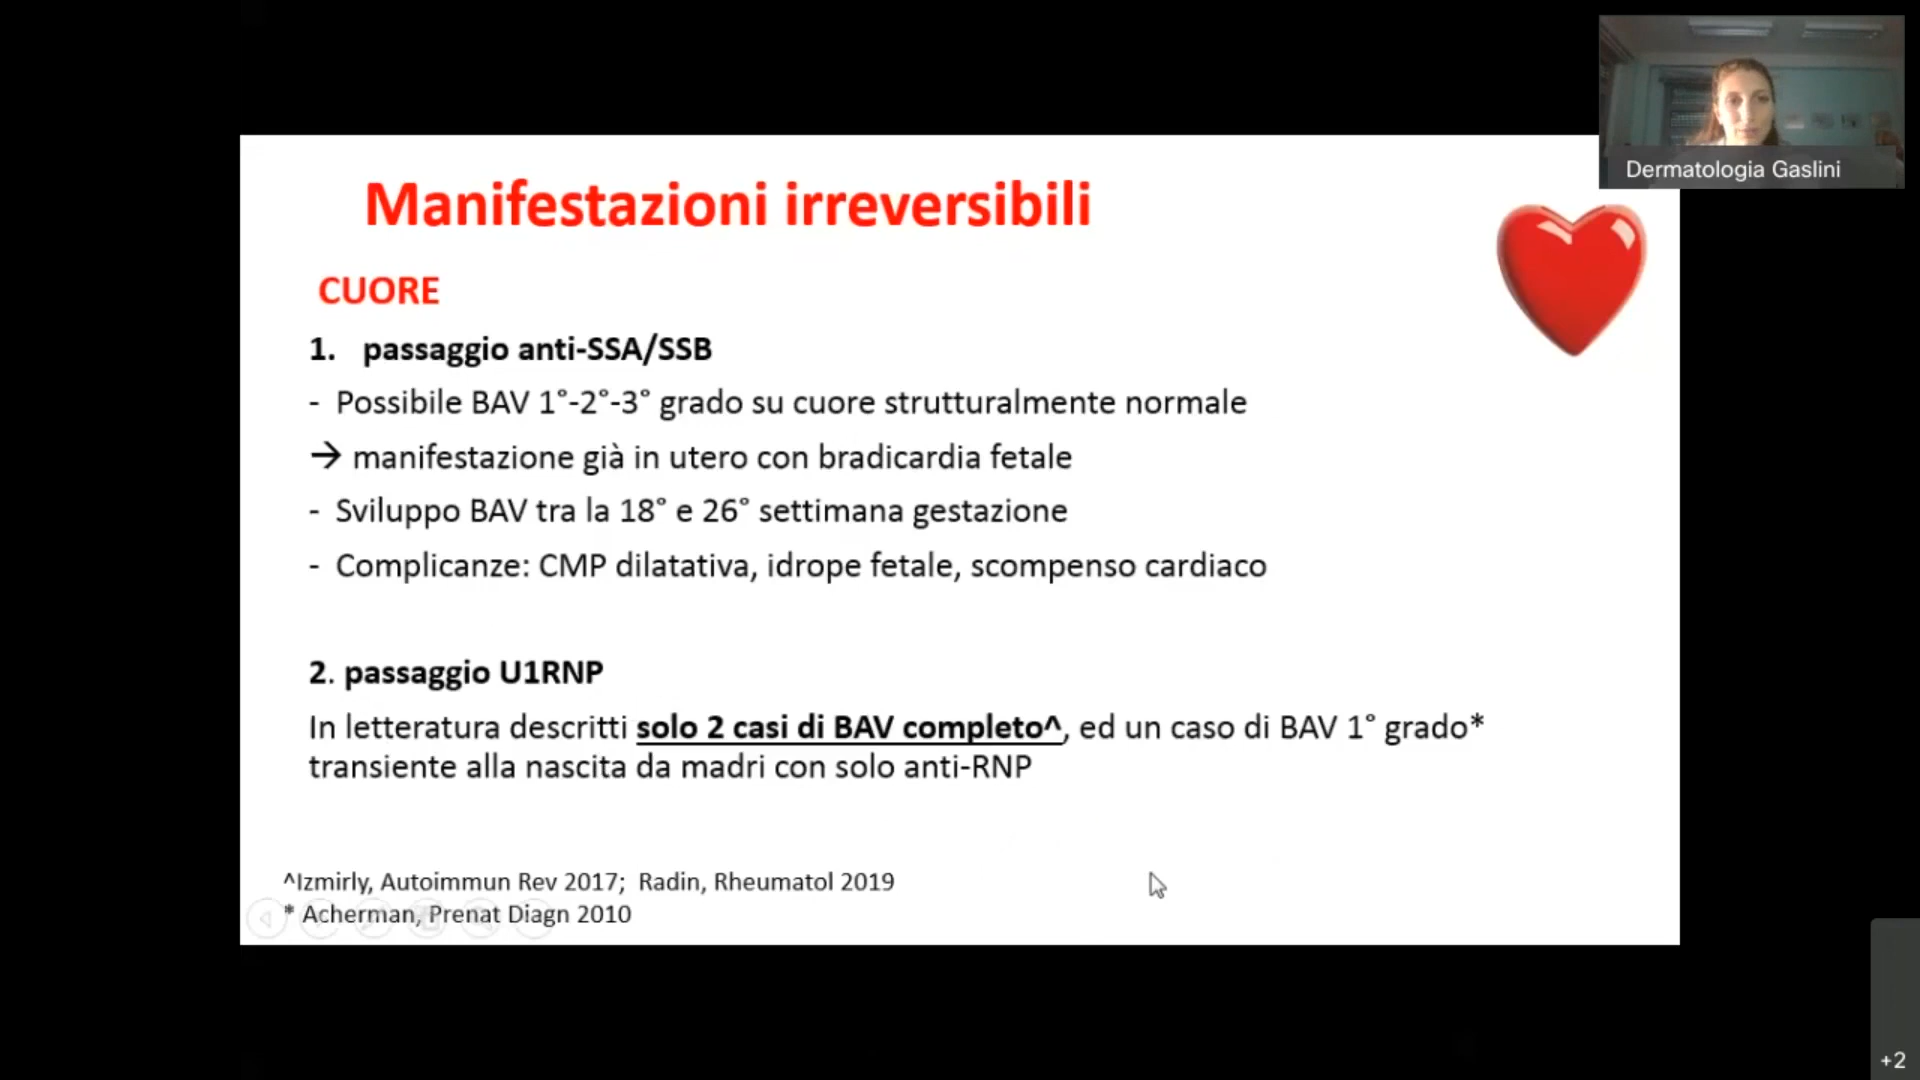 Dermatologia Gaslini
Manifestazioni irreversibili
CUORE
1. passaggio anti-SSA/SSB
- Possibile BAV 1°-2°-3° grado su cuore strutturalmente normale
→ manifestazione già in utero con bradicardia fetale
- Sviluppo BAV tra la 18° e 26° settimana gestazione
- Complicanze: CMP dilatativa, idrope fetale, scompenso cardiaco
2. passaggio U1RNP
In letteratura descritti solo 2 casi di BAV completo^, ed un caso di BAV 1° grado*
transiente alla nascita da madri con solo anti-RNP
^Izmirly, Autoimmun Rev 2017; Radin, Rheumatol 2019
* Acherman, Prenat Diagn 2010
+2